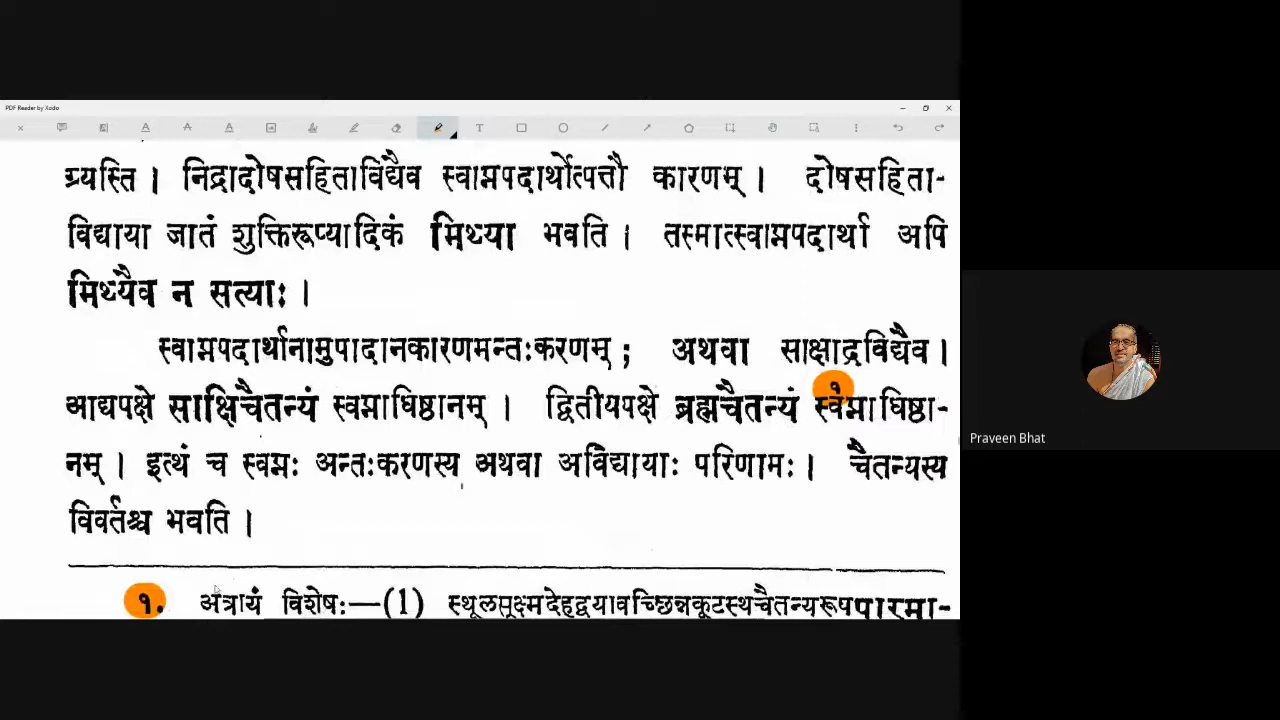 PDF Reader by Xodo
ग्र्यस्ति । निद्रादोषसहिताविद्यैव स्वाप्नपदार्थोत्पत्तौ कारणम् । दोषसहिता-
विद्याया जातं शुक्तिरूप्यादिकं मिथ्या भवति । तस्मात्स्वाप्नपदार्था अपि
मिथ्यैव न सत्याः ।
स्वाप्नपदार्थानामुपादानकारणमन्तःकरणम् ; अथवा साक्षादविद्यैव ।
आद्यपक्षे साक्षिचैतन्यं स्वप्नाधिष्ठानम् । द्वितीयपक्षे ब्रह्मचैतन्यं स्वप्नाधिष्ठा-
१
नम् । इत्थं च स्वप्नः अन्तःकरणस्य अथवा अविद्यायाः परिणामः । चैतन्यस्य
विवर्तश्च भवति ।
१. अत्रायं विशेषः—(1) स्थूलसूक्ष्मदेहद्वयावच्छिन्नकूटस्थचैतन्यरूपपारमा-
Praveen Bhat